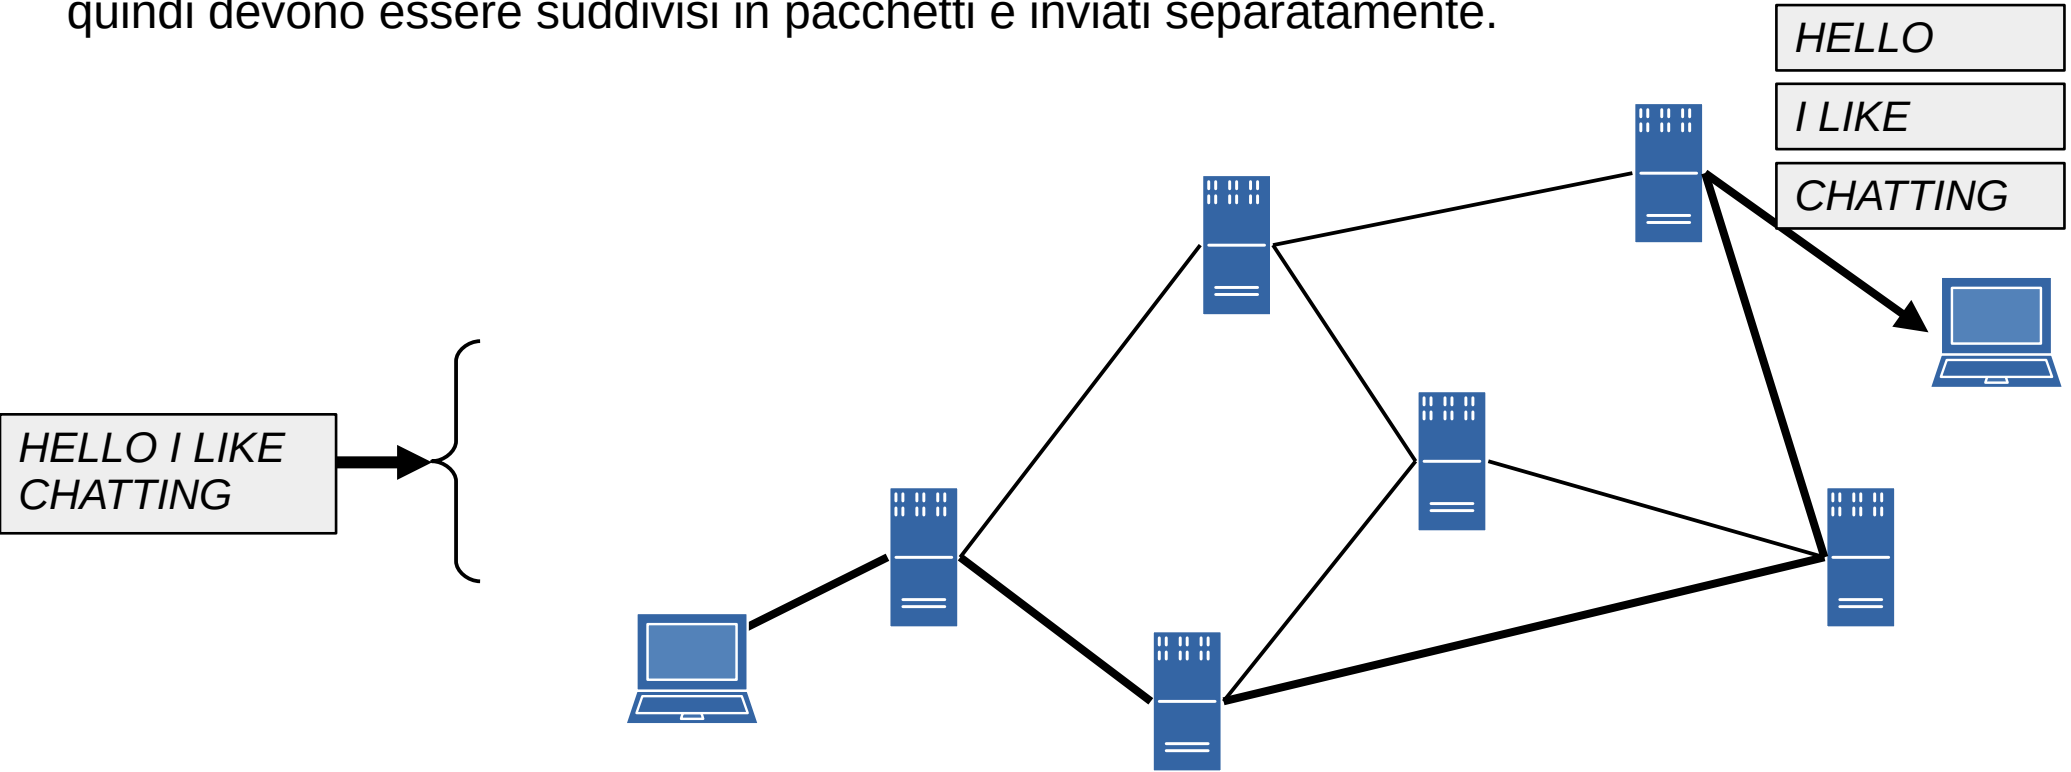 quindi devono essere suddivisi in pacchetti e inviati separatamente.
HELLO
I LIKE
CHATTING
HELLO I LIKE
CHATTING